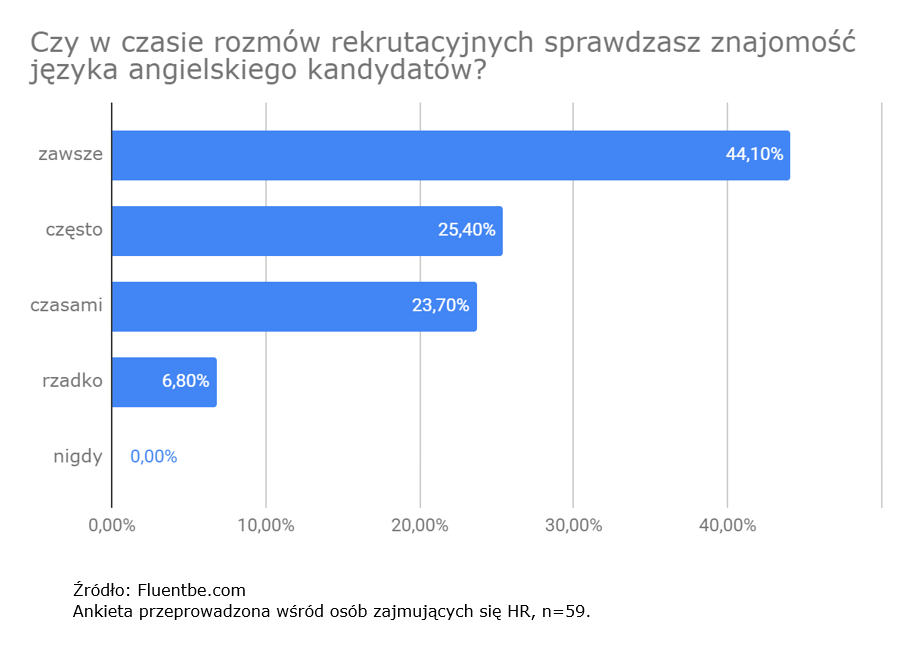 Czy w czasie rozmów rekrutacyjnych sprawdzasz znajomość
języka angielskiego kandydatów?
zawsze 44,10%
często 25,40%
czasami 23,70%
rzadko 6,80%
nigdy 0,00%
0,00% 10,00% 20,00% 30,00% 40,00%
Źródło: Fluentbe.com
Ankieta przeprowadzona wśród osób zajmujących się HR, n=59.